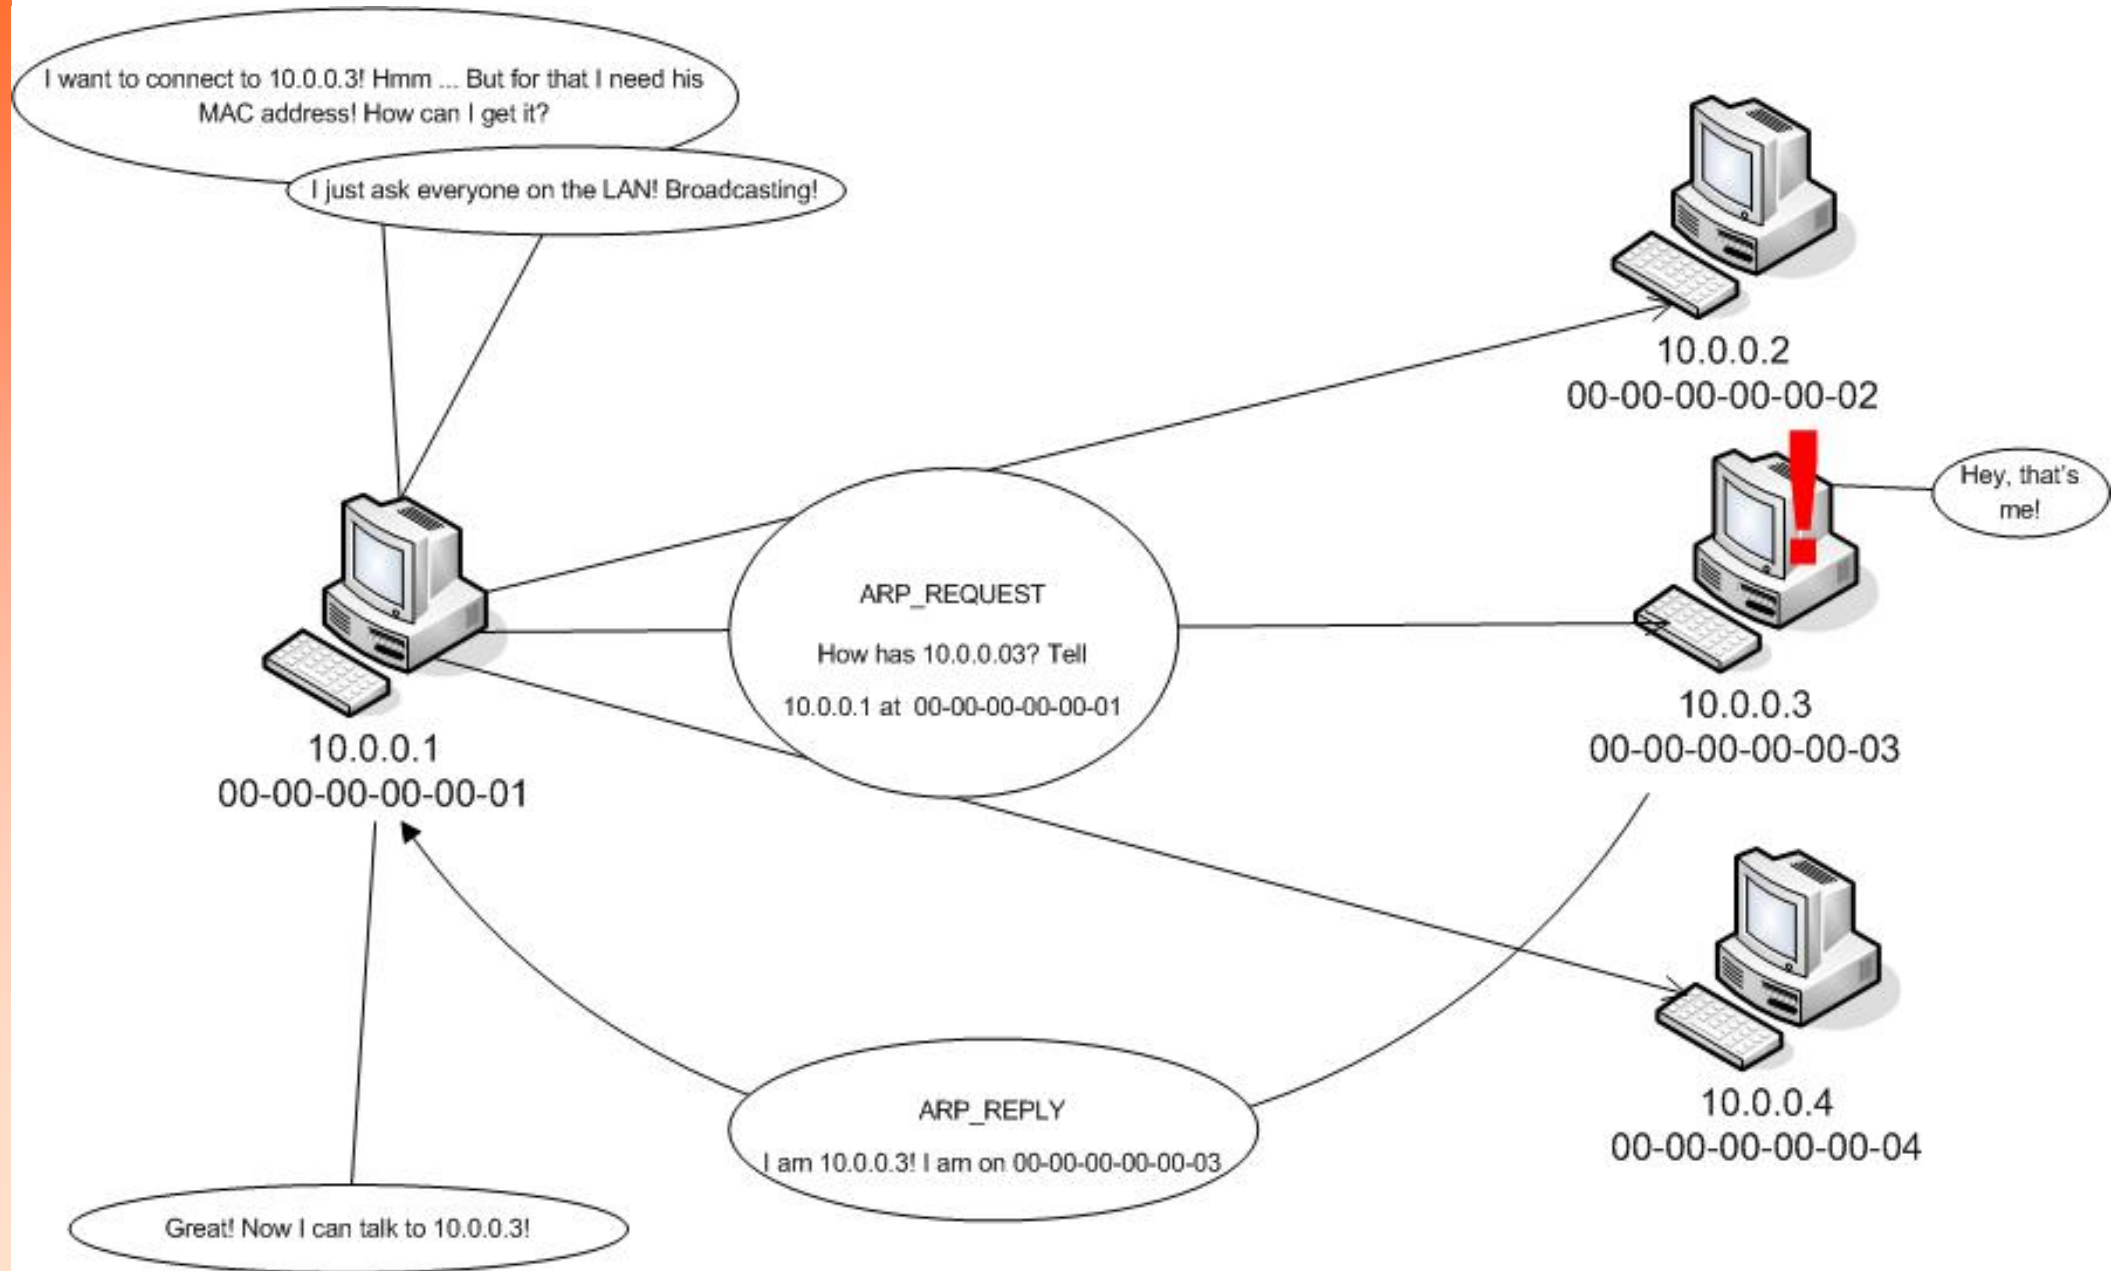 I want to connect to 10.0.0.3! Hmm ... But for that I need his
MAC address! How can I get it?
I just ask everyone on the LAN! Broadcasting!
10.0.0.2
00-00-00-00-00-02
Hey, that's
me!
ARP_REQUEST
How has 10.0.0.03? Tell
10.0.0.1 at 00-00-00-00-00-01
10.0.0.3
00-00-00-00-00-03
10.0.0.1
00-00-00-00-00-01
ARP_REPLY
I am 10.0.0.3! I am on 00-00-00-00-00-03
10.0.0.4
00-00-00-00-00-04
Great! Now I can talk to 10.0.0.3!